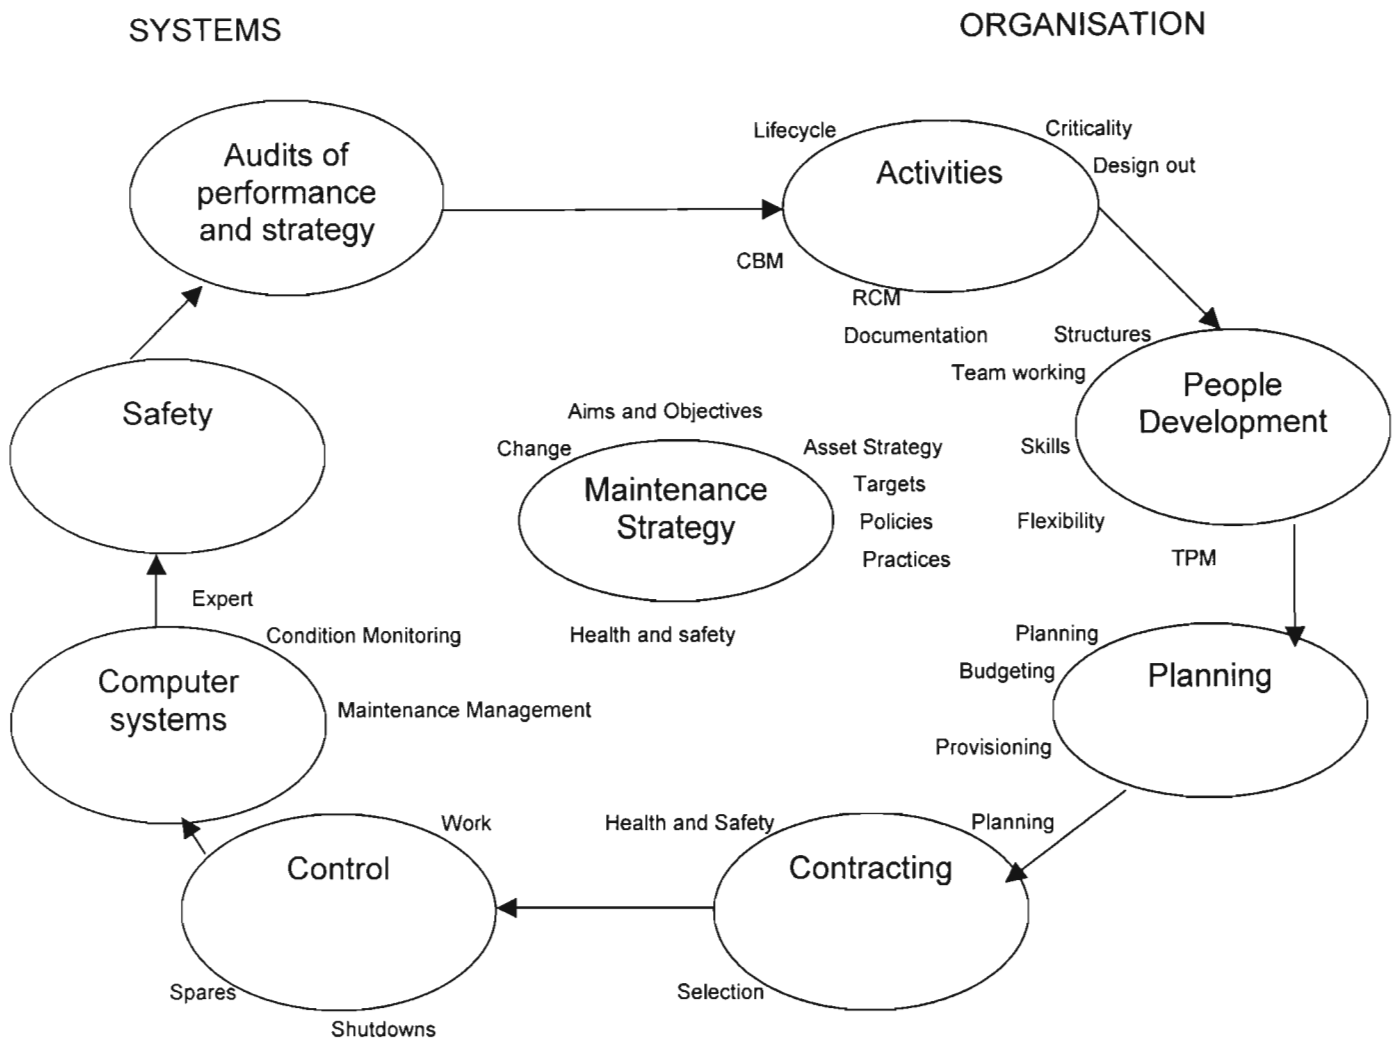 SYSTEMS
ORGANISATION
Audits of
performance
and strategy
Lifecycle
Activities
Criticality
Design out
CBM
RCM
Documentation
Structures
Team working
People
Development
Skills
Flexibility
TPM
Safety
Aims and Objectives
Change
Asset Strategy
Maintenance
Strategy
Targets
Policies
Practices
Health and safety
Expert
Condition Monitoring
Computer
systems
Maintenance Management
Planning
Budgeting
Planning
Provisioning
Work
Control
Spares
Shutdowns
Health and Safety
Planning
Contracting
Selection